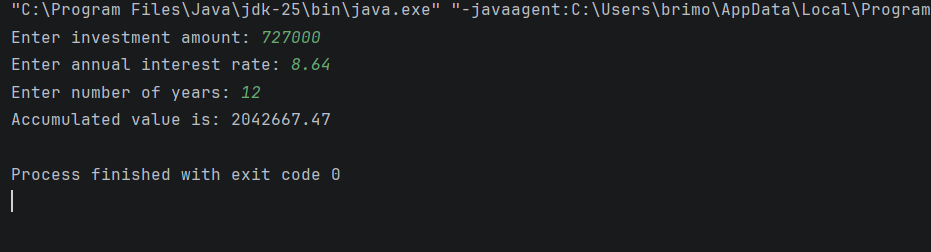 "C:\Program Files\Java\jdk-25\bin\java.exe" "-javaagent:C:\Users\brimo\AppData\Local\Program
Enter investment amount: 727000
Enter annual interest rate: 8.64
Enter number of years: 12
Accumulated value is: 2042667.47
Process finished with exit code 0